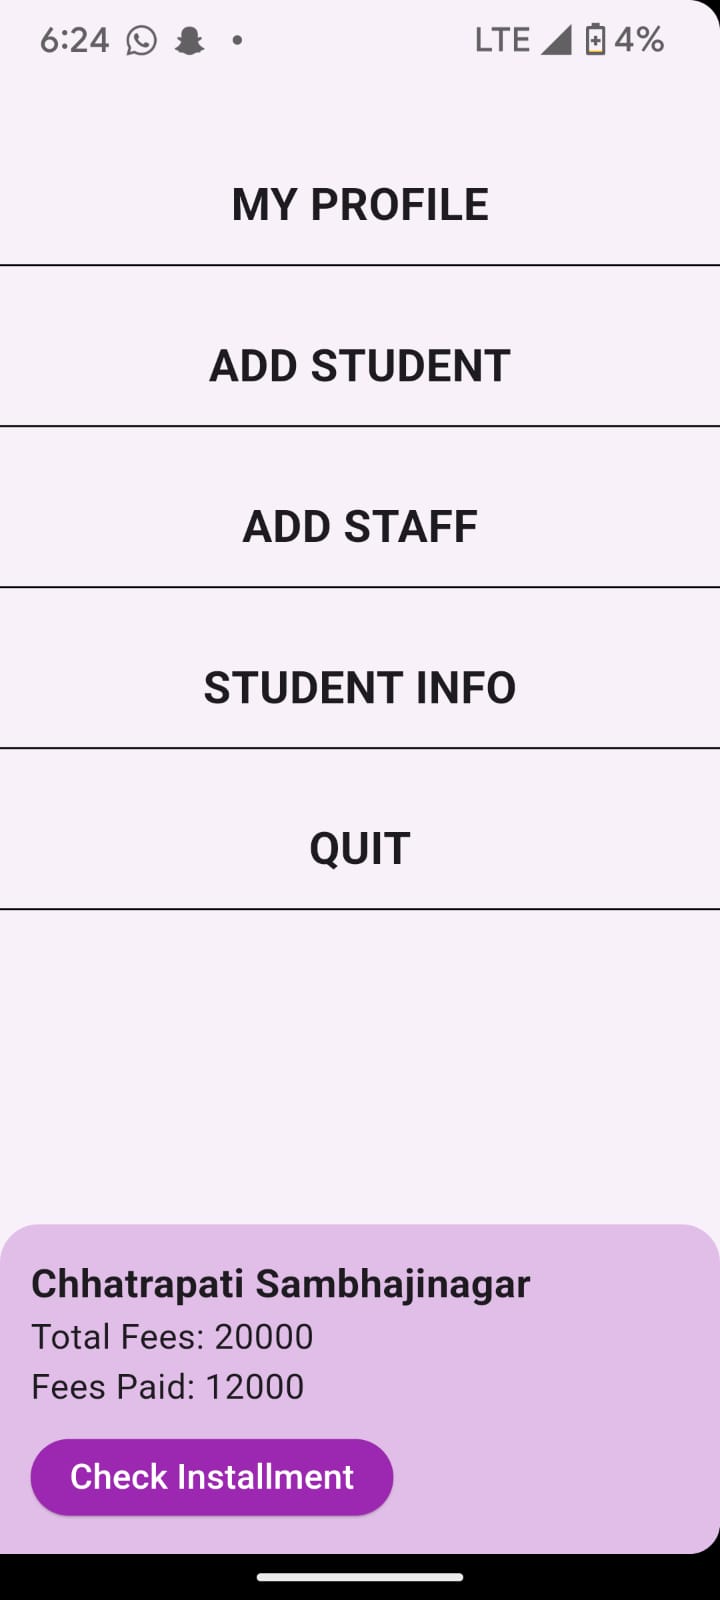 6:24 LTE 4%
MY PROFILE
ADD STUDENT
ADD STAFF
STUDENT INFO
QUIT
Chhatrapati Sambhajinagar
Total Fees: 20000
Fees Paid: 12000
Check Installment